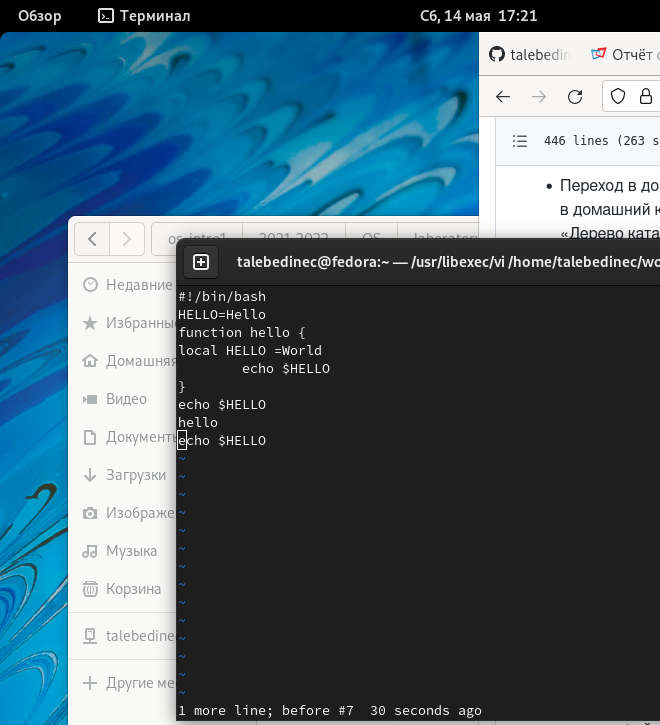 Обзор
Терминал
Сб, 14 мая 17:21
talebedin
Отчёт
446 lines (263 s
Переход в до
в домашний к
«Дерево ката
os-intro1
2021-2022
OS
laborator
talebedinec@fedora:~ — /usr/libexec/vi /home/talebedinec/wo
Недавние
Избранны
Домашняя
Видео
Документы
Загрузки
Изображе
Музыка
Корзина
talebedine
Другие ме
#!/bin/bash
HELLO=Hello
function hello {
local HELLO =World
        echo $HELLO
}
echo $HELLO
hello
echo $HELLO
~
~
~
~
~
~
~
~
~
~
~
~
~
~
1 more line; before #7  30 seconds ago